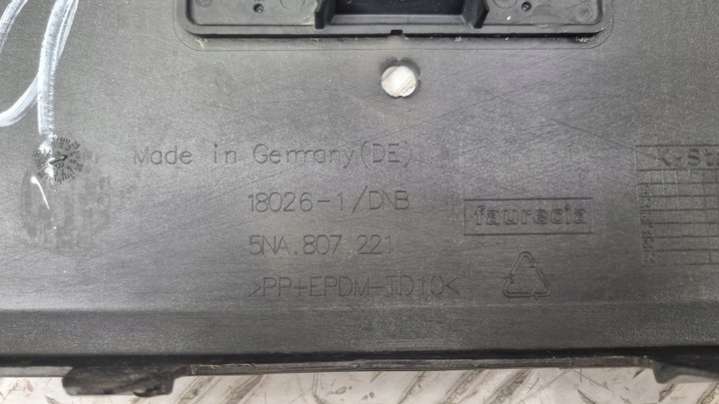 Made in Germany(DE)
18026-1/D\B
faurecia
5NA.807 221
>PP+EPDM-TD10<